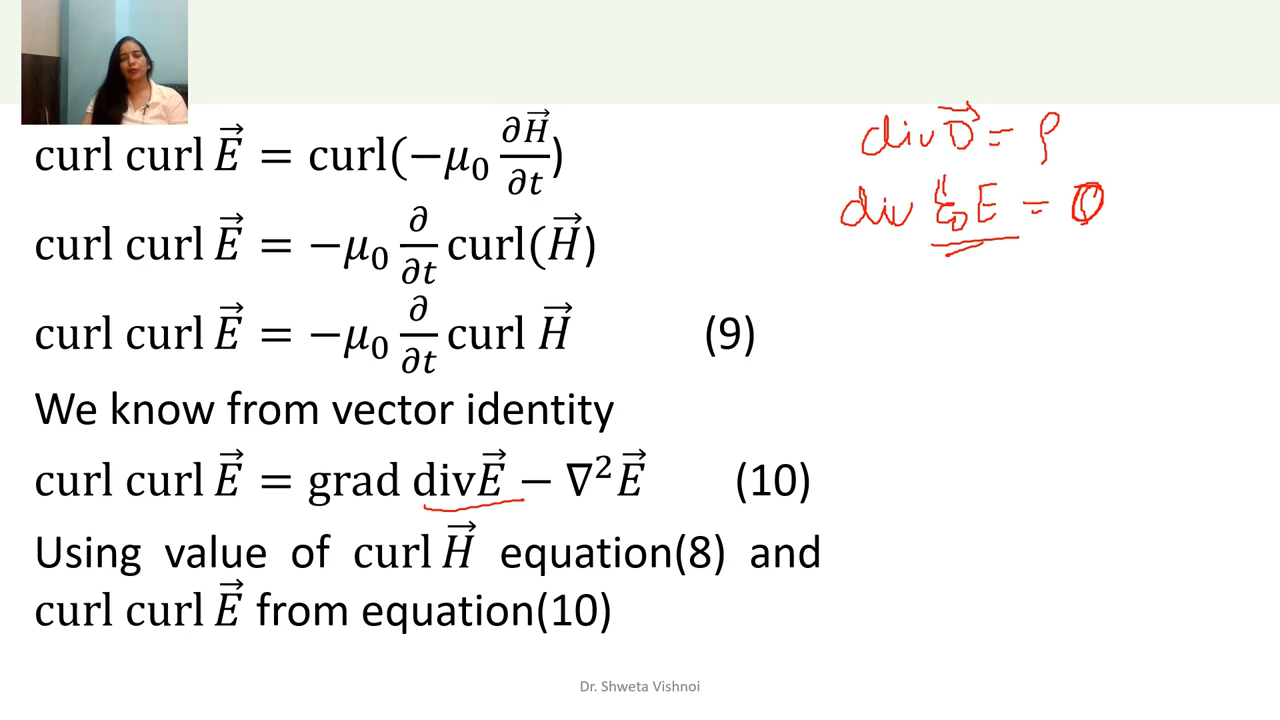 curl curl E⃗ = curl(−μ₀ ∂H⃗/∂t)
curl curl E⃗ = −μ₀ ∂/∂t curl(H⃗)
curl curl E⃗ = −μ₀ ∂/∂t curl H⃗ (9)
We know from vector identity
curl curl E⃗ = grad divE⃗ − ∇²E⃗ (10)
Using value of curl H⃗ equation(8) and
curl curl E⃗ from equation(10)
div D⃗ = ρ
div ε₀E = 0
Dr. Shweta Vishnoi